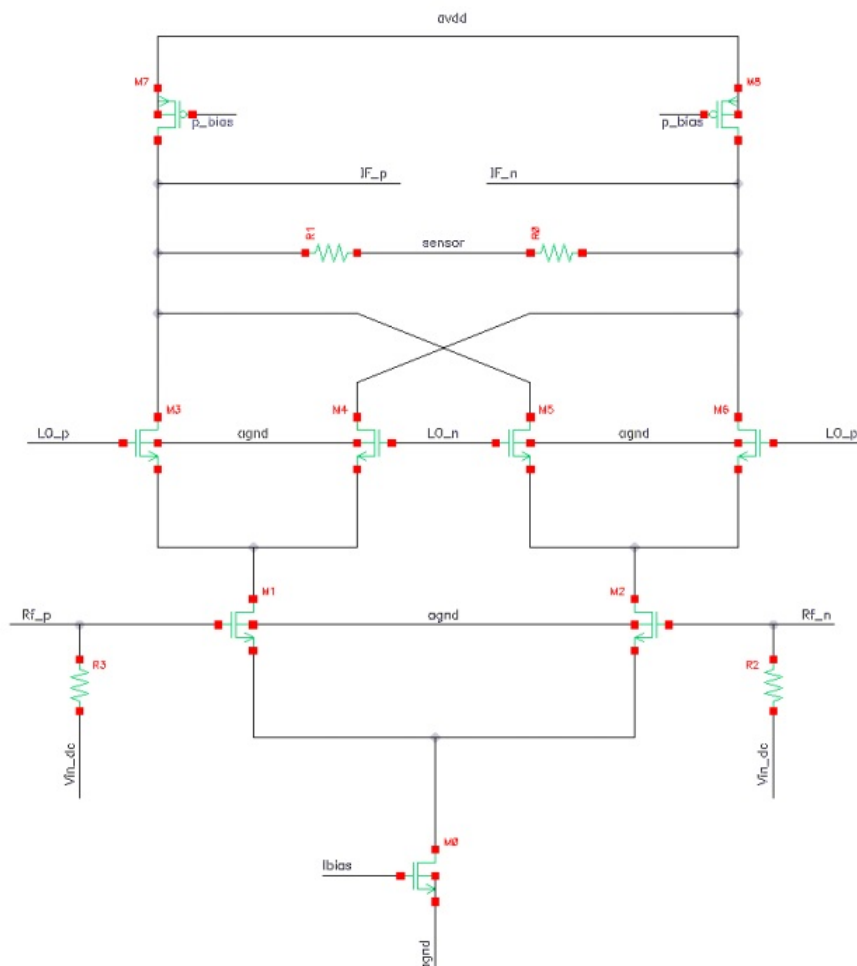 avdd
M7 M8
p_bias p_bias
IF_p IF_n
R1 sensor R0
M3 M4 M5 M6
LO_p agnd LO_n agnd LO_p
M1 M2
Rf_p agnd Rf_n
R3 R2
Vin_dc Vin_dc
M0
Ibias
agnd